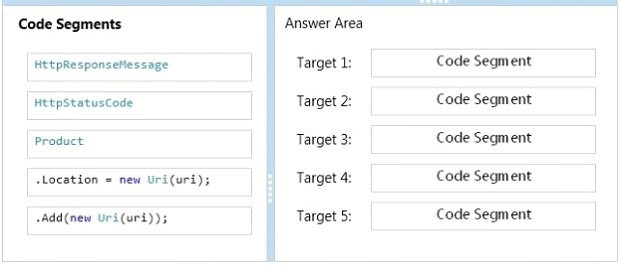 Code Segments
HttpResponseMessage
HttpStatusCode
Product
.Location = new Uri(uri);
.Add(new Uri(uri));
Answer Area
Target 1: Code Segment
Target 2: Code Segment
Target 3: Code Segment
Target 4: Code Segment
Target 5: Code Segment